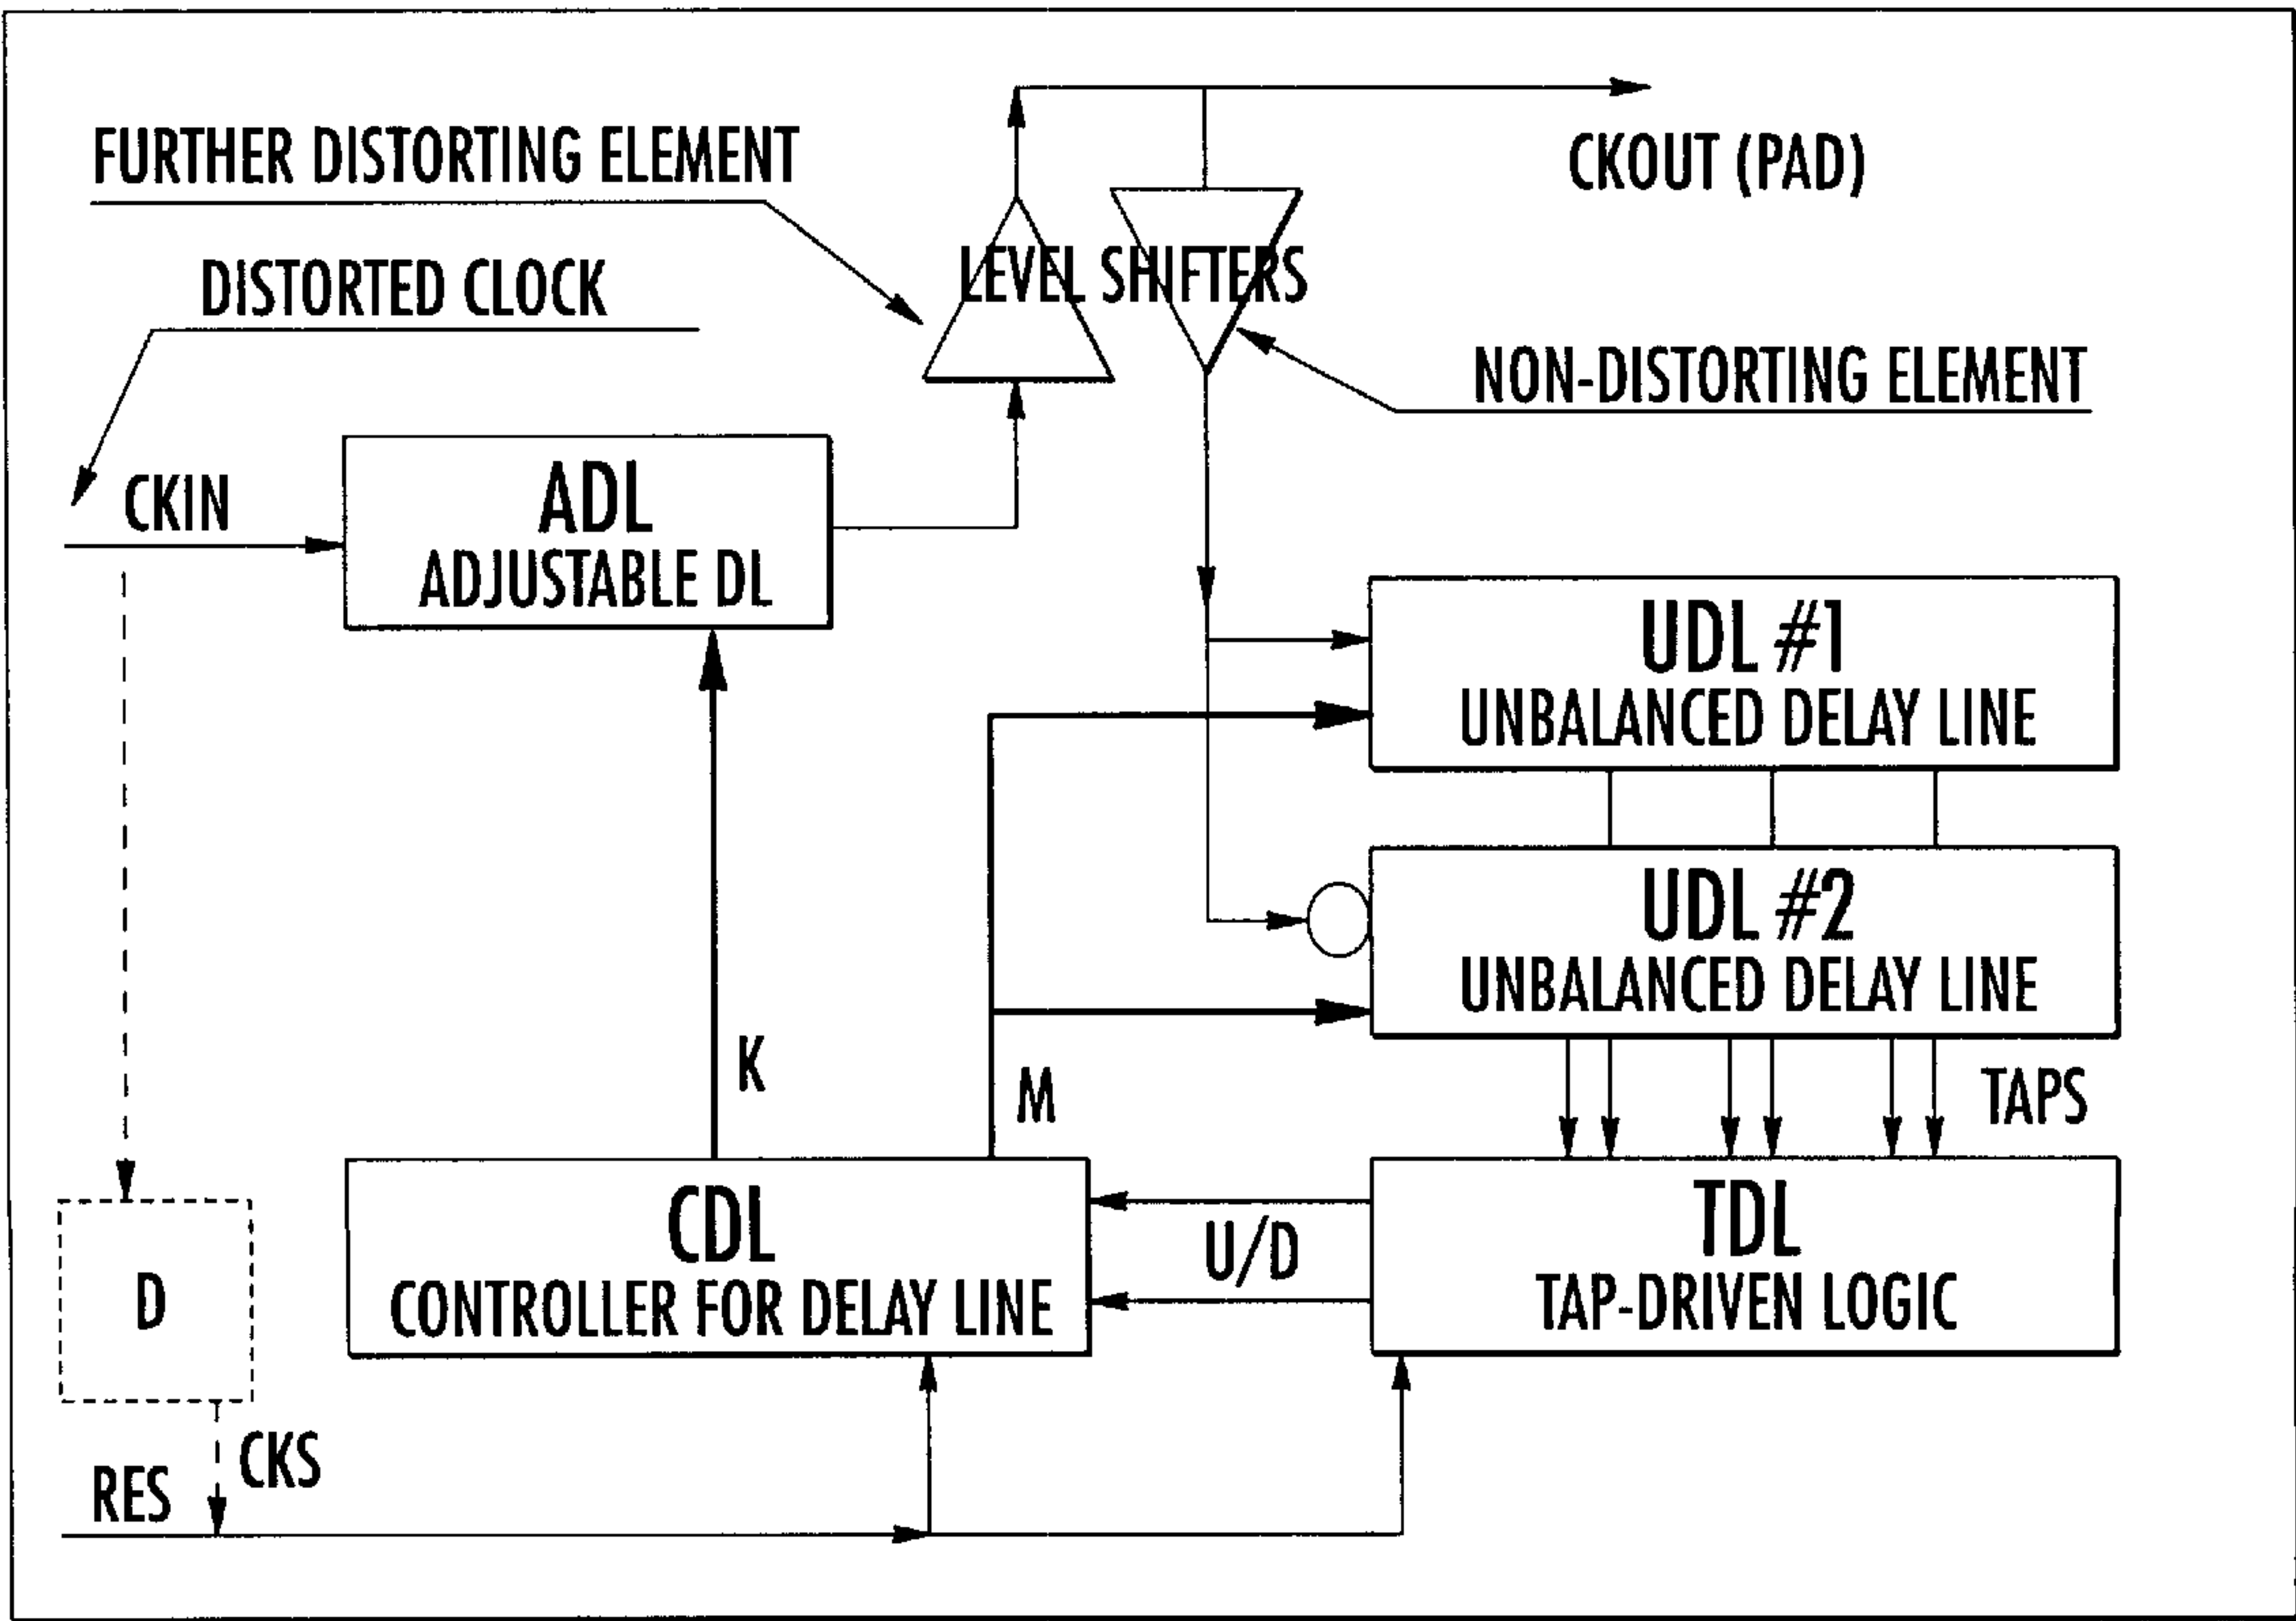 FURTHER DISTORTING ELEMENT
CKOUT (PAD)
DISTORTED CLOCK
LEVEL SHIFTERS
NON-DISTORTING ELEMENT
CKIN
ADL
ADJUSTABLE DL
UDL #1
UNBALANCED DELAY LINE
UDL #2
UNBALANCED DELAY LINE
K
M
TAPS
CDL
CONTROLLER FOR DELAY LINE
U/D
TDL
TAP-DRIVEN LOGIC
D
CKS
RES